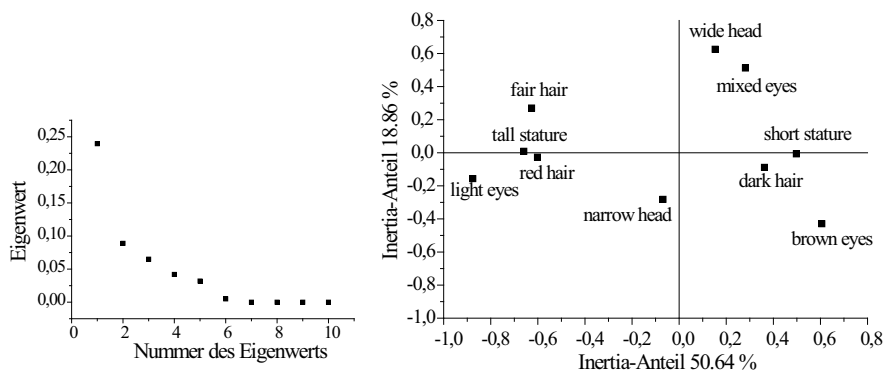 0,25
0,20
0,15
0,10
0,05
0,00
0
2
4
6
8
10
Eigenwert
Nummer des Eigenwerts
1,0
0,8
0,6
0,4
0,2
0,0
-0,2
-0,4
-0,6
-0,8
-1,0
-1,0
-0,8
-0,6
-0,4
-0,2
0,0
0,2
0,4
0,6
0,8
Inertia-Anteil 18.86 %
Inertia-Anteil 50.64 %
wide head
mixed eyes
fair hair
tall stature
short stature
red hair
dark hair
light eyes
narrow head
brown eyes